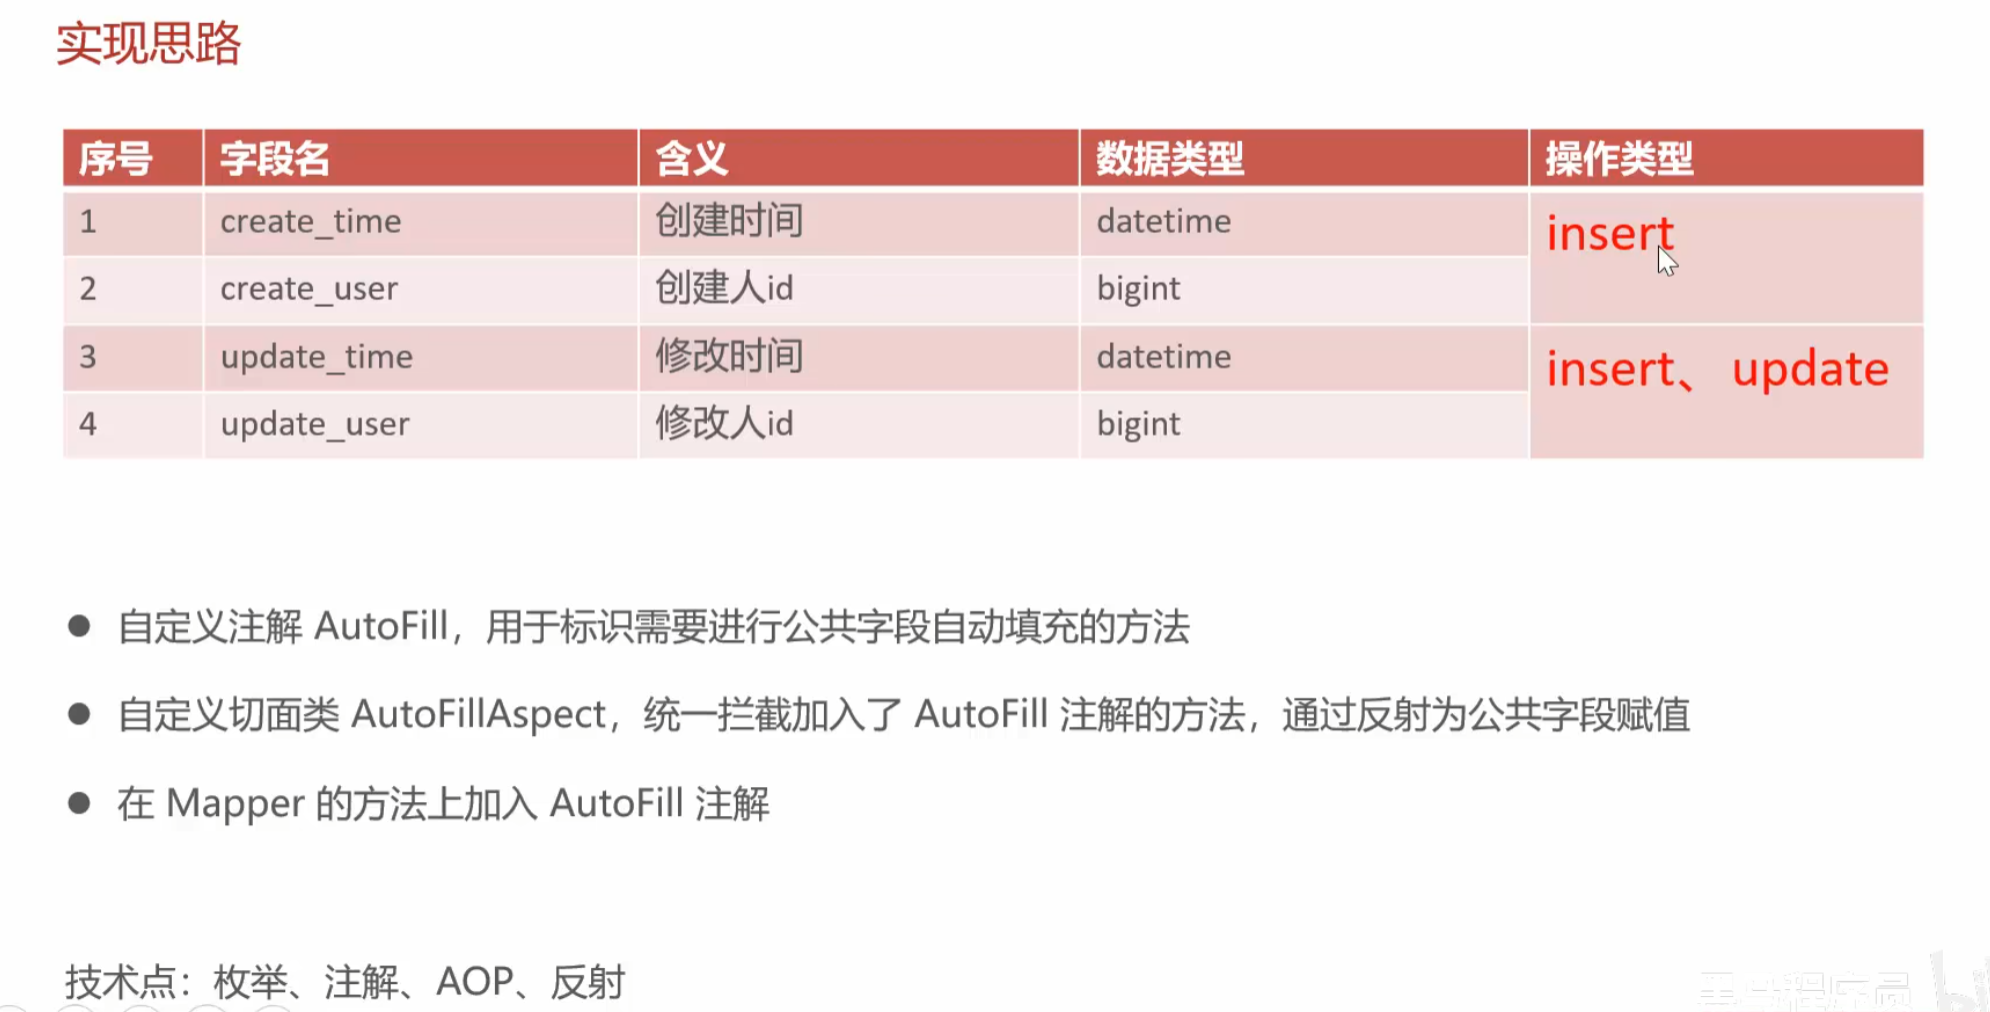 实现思路
序号 字段名 含义 数据类型 操作类型
1 create_time 创建时间 datetime insert
2 create_user 创建人id bigint
3 update_time 修改时间 datetime insert、 update
4 update_user 修改人id bigint
● 自定义注解 AutoFill，用于标识需要进行公共字段自动填充的方法
● 自定义切面类 AutoFillAspect，统一拦截加入了 AutoFill 注解的方法，通过反射为公共字段赋值
● 在 Mapper 的方法上加入 AutoFill 注解
技术点：枚举、注解、AOP、反射